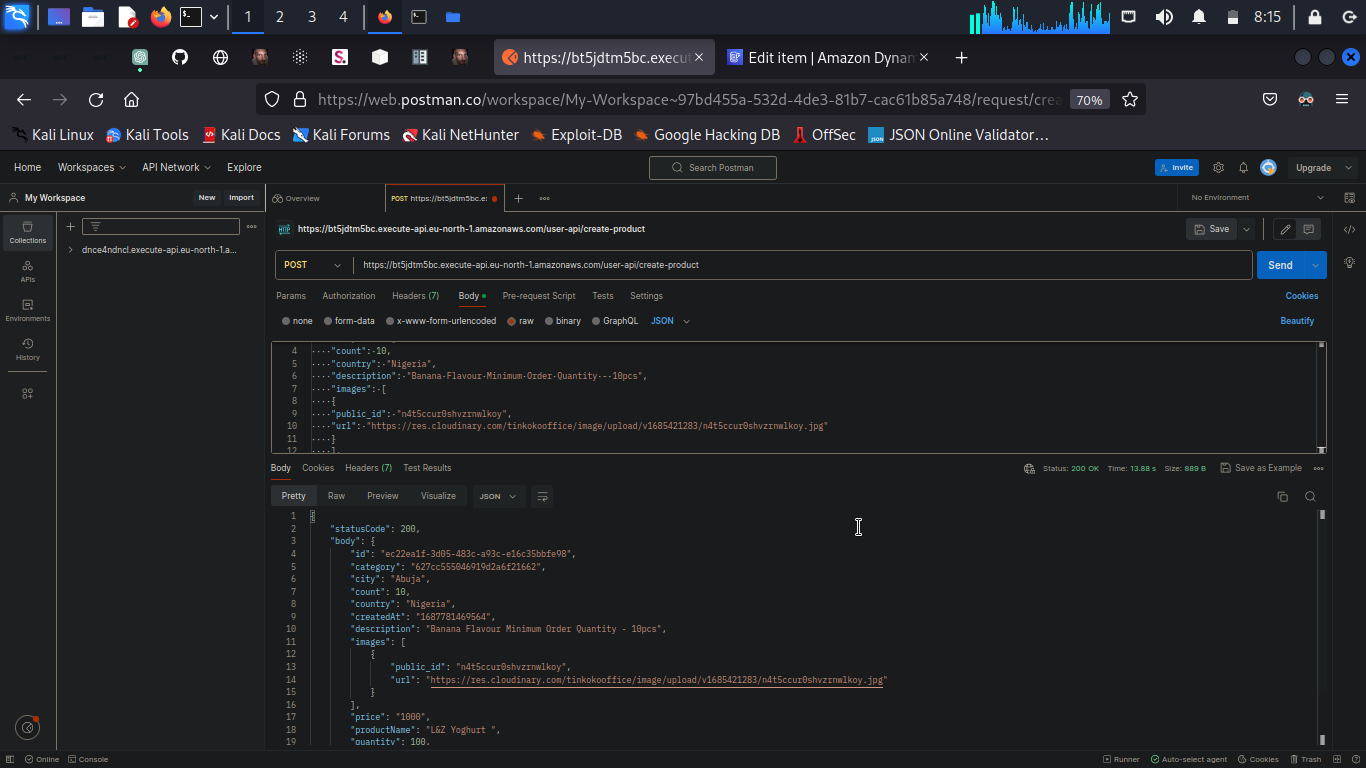 1 2 3 4 8:15
https://bt5jdtm5bc.execut Edit item | Amazon Dynan
https://web.postman.co/workspace/My-Workspace~97bd455a-532d-4de3-81b7-cac61b85a748/request/crea 70%
Kali Linux Kali Tools Kali Docs Kali Forums Kali NetHunter Exploit-DB Google Hacking DB OffSec JSON Online Validator…
Home Workspaces API Network Explore Search Postman Invite Upgrade
My Workspace New Import Overview POST https://bt5jdtm5bc.e: No Environment
Collections
dnce4ndncl.execute-api.eu-north-1.a...
APIs
Environments
History
https://bt5jdtm5bc.execute-api.eu-north-1.amazonaws.com/user-api/create-product Save
POST https://bt5jdtm5bc.execute-api.eu-north-1.amazonaws.com/user-api/create-product Send
Params Authorization Headers (7) Body Pre-request Script Tests Settings Cookies
none form-data x-www-form-urlencoded raw binary GraphQL JSON Beautify
4 ····"count":·10,
5 ····"country":·"Nigeria",
6 ····"description":·"Banana·Flavour·Minimum·Order·Quantity·-·10pcs",
7 ····"images":·[
8 ····{
9 ····"public_id":·"n4t5ccur0shvzrnwlkoy",
10 ····"url":·"https://res.cloudinary.com/tinkokooffice/image/upload/v1685421283/n4t5ccur0shvzrnwlkoy.jpg"
11 ····}
12 ····],
Body Cookies Headers (7) Test Results Status: 200 OK Time: 13.88 s Size: 889 B Save as Example
Pretty Raw Preview Visualize JSON
1 {
2 "statusCode": 200,
3 "body": {
4 "id": "ec22ea1f-3d05-483c-a93c-e16c35bbfe98",
5 "category": "627cc555046919d2a6f21662",
6 "city": "Abuja",
7 "count": 10,
8 "country": "Nigeria",
9 "createdAt": "1687781469564",
10 "description": "Banana Flavour Minimum Order Quantity - 10pcs",
11 "images": [
12 {
13 "public_id": "n4t5ccur0shvzrnwlkoy",
14 "url": "https://res.cloudinary.com/tinkokooffice/image/upload/v1685421283/n4t5ccur0shvzrnwlkoy.jpg"
15 }
16 ],
17 "price": "1000",
18 "productName": "L&Z Yoghurt ",
19 "quantity": 100,
Online Console Runner Auto-select agent Cookies Trash